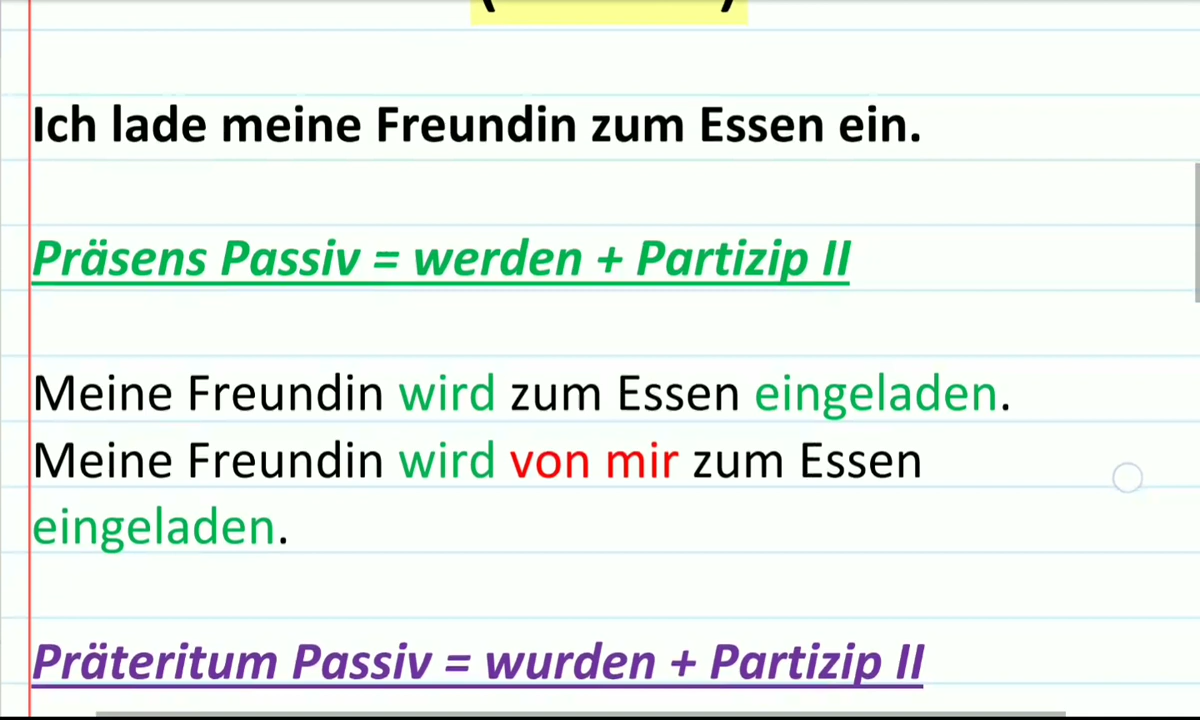 Ich lade meine Freundin zum Essen ein.
Präsens Passiv = werden + Partizip II
Meine Freundin wird zum Essen eingeladen.
Meine Freundin wird von mir zum Essen
eingeladen.
Präteritum Passiv = wurden + Partizip II